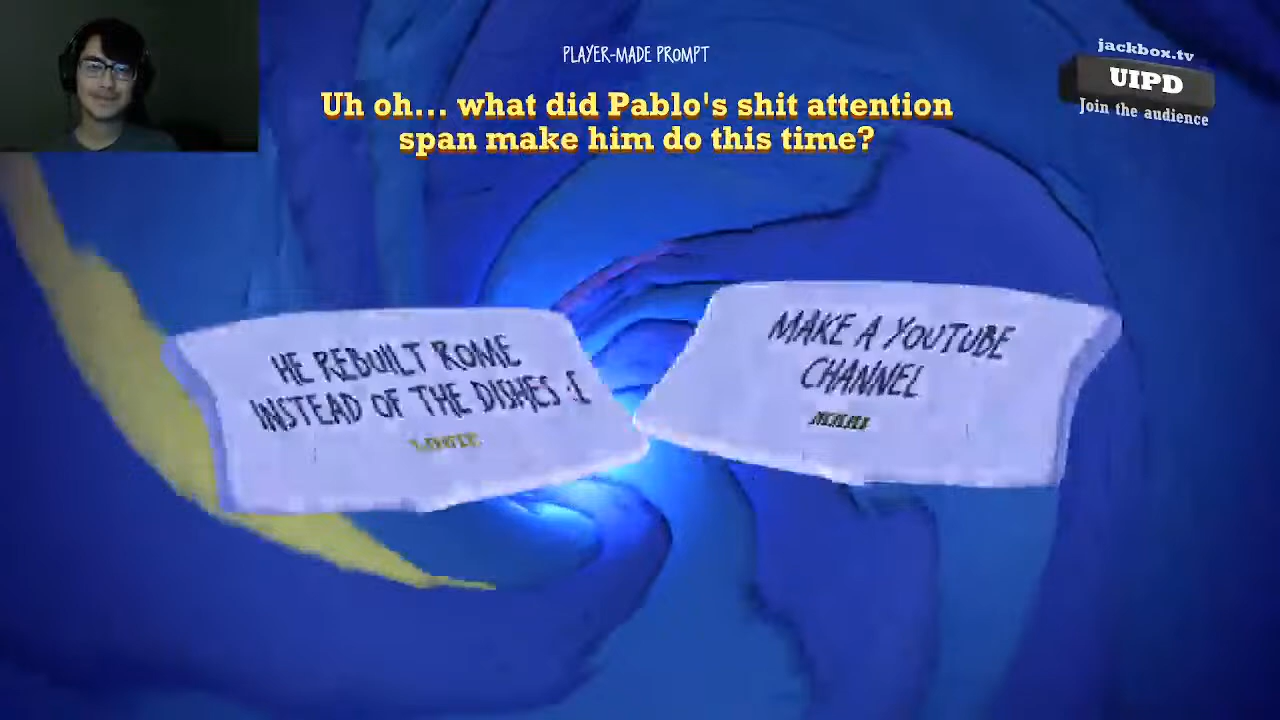 PLAYER-MADE PROMPT
Uh oh... what did Pablo's shit attention
span make him do this time?
jackbox.tv
UIPD
Join the audience
HE REBUILT ROME
INSTEAD OF THE DISHES :[
MAKE A YOUTUBE
CHANNEL